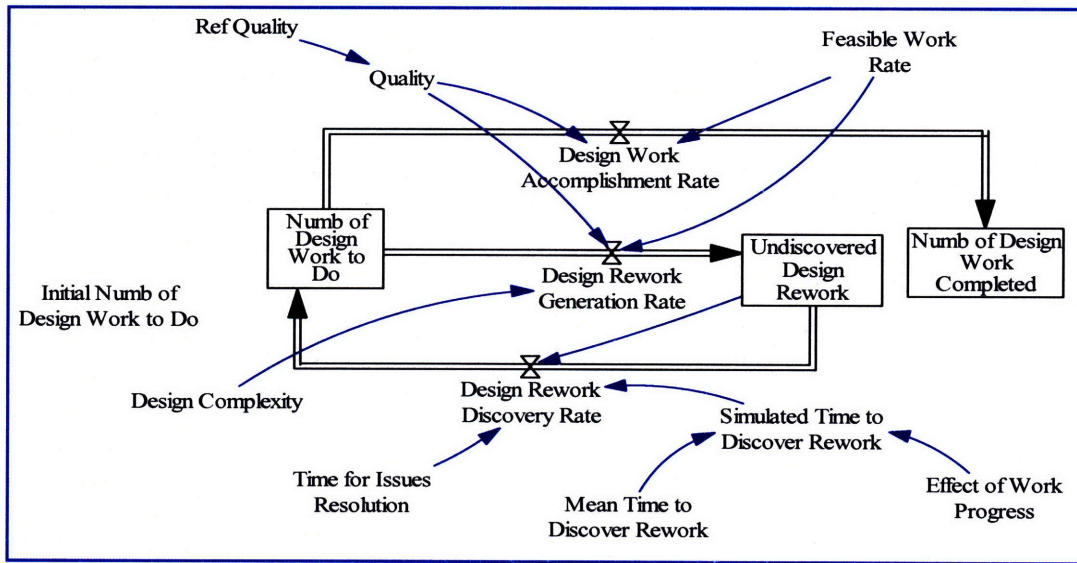 Ref Quality
Quality
Feasible Work
Rate
Design Work
Accomplishment Rate
Numb of
Design
Work to
Do
Design Rework
Generation Rate
Undiscovered
Design
Rework
Numb of Design
Work
Completed
Initial Numb of
Design Work to Do
Design Complexity
Design Rework
Discovery Rate
Simulated Time to
Discover Rework
Time for Issues
Resolution
Mean Time to
Discover Rework
Effect of Work
Progress